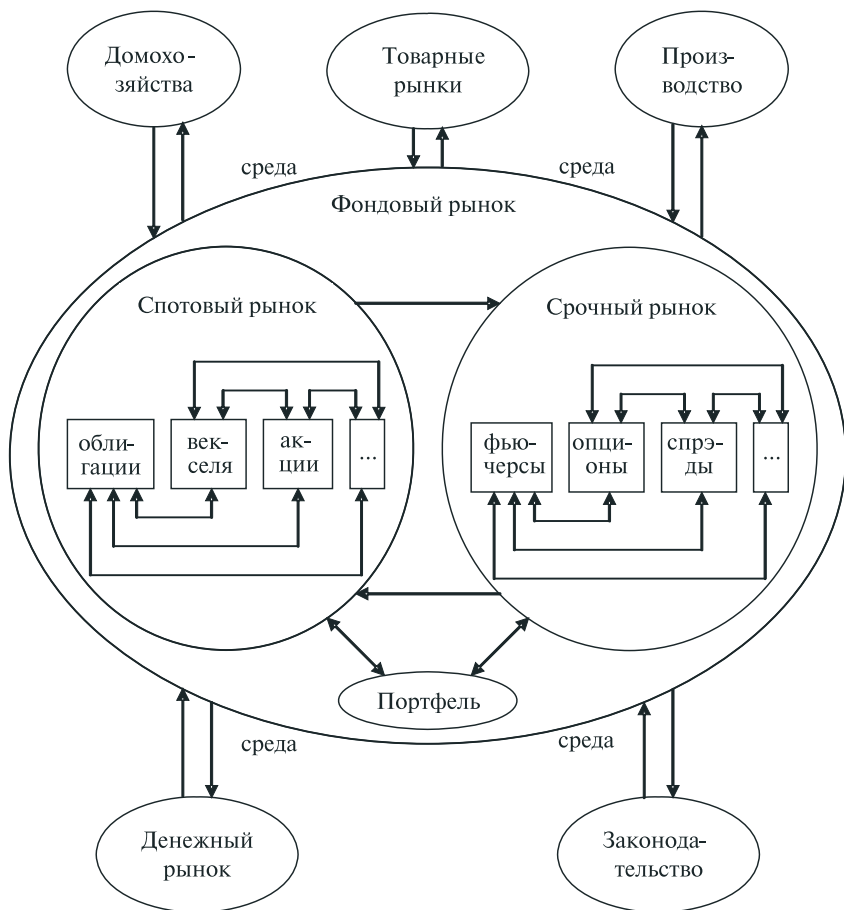 Домохо-
зяйства
Товарные
рынки
Произ-
водство
среда
среда
Фондовый рынок
Спотовый рынок
Срочный рынок
обли-
гации
век-
селя
ак-
ции
...
фью-
черсы
опци-
оны
спрэ-
ды
...
Портфель
среда
среда
Денежный
рынок
Законода-
тельство